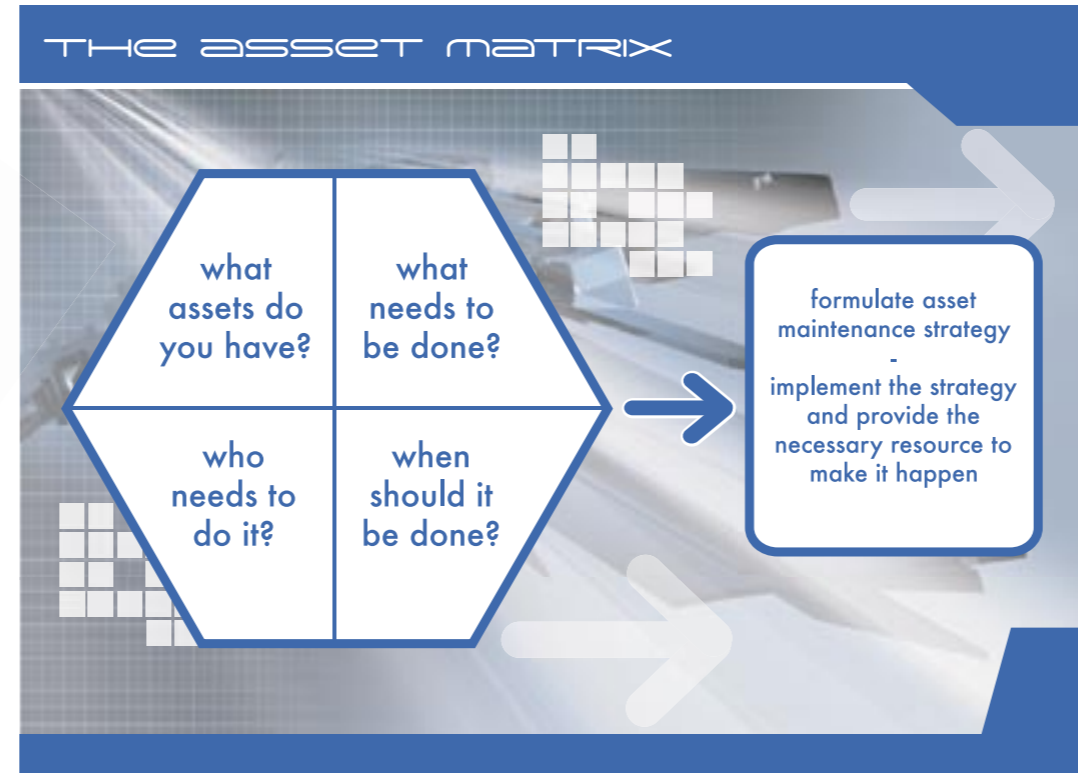 THE ASSET MATRIX
what
assets do
you have?
what
needs to
be done?
who
needs to
do it?
when
should it
be done?
formulate asset
maintenance strategy
-
implement the strategy
and provide the
necessary resource to
make it happen